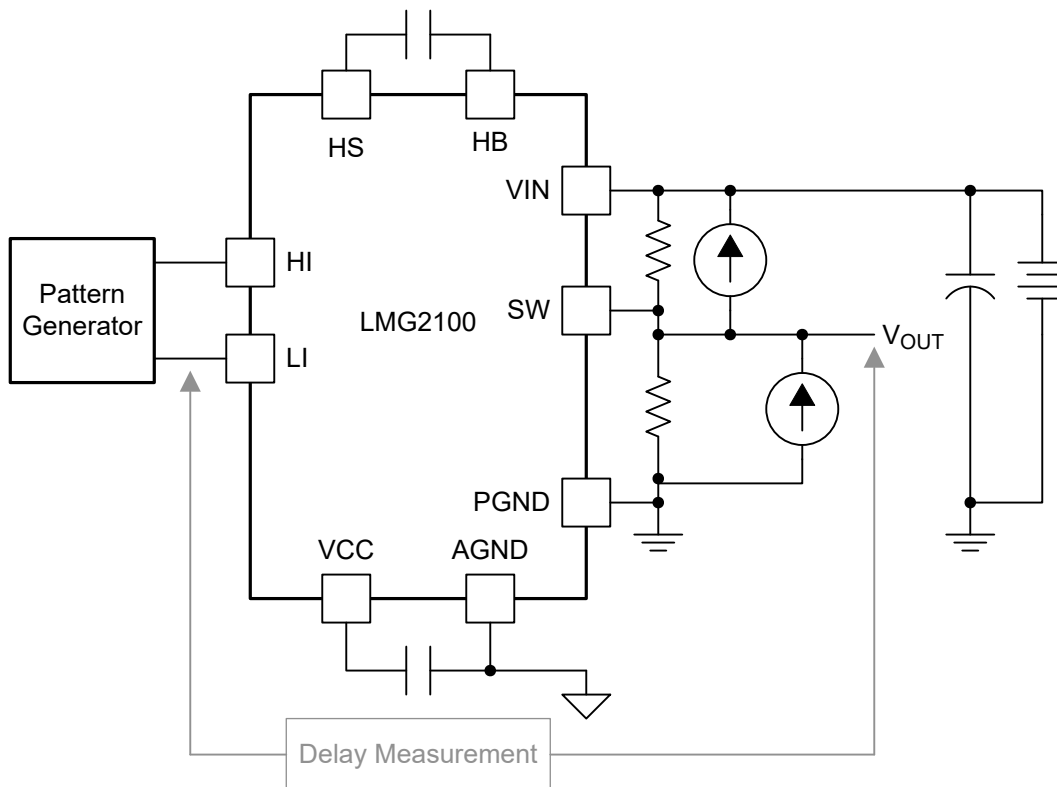 HS
HB
VIN
Pattern
Generator
HI
LI
LMG2100
SW
VOUT
PGND
VCC
AGND
Delay Measurement